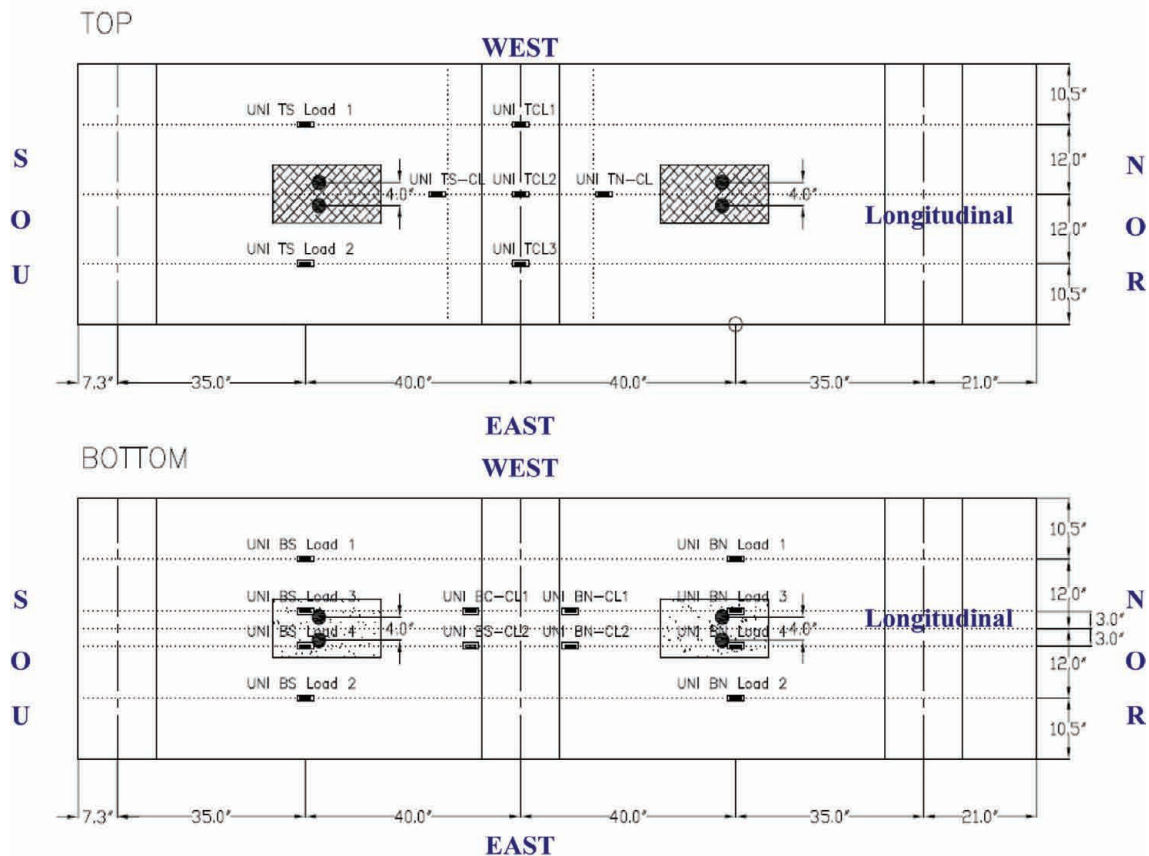 TOP
WEST
UNI TS Load 1
UNI TCL1
10.5"
12.0"
S
O
U
N
O
R
UNI TS-CL
UNI TCL2
UNI TN-CL
4.0"
4.0"
Longitudinal
UNI TS Load 2
UNI TCL3
12.0"
10.5"
7.3" 35.0" 40.0" 40.0" 35.0" 21.0"
EAST
BOTTOM
WEST
UNI BS Load 1
UNI BN Load 1
10.5"
12.0"
S
O
U
N
O
R
UNI BS Load 3
UNI BC-CL1
UNI BN-CL1
UNI BN Load 3
Longitudinal
3.0"
3.0"
UNI BS Load 4
4.0"
UNI BS-CL2
UNI BN-CL2
UNI BN Load 4
4.0"
12.0"
UNI BS Load 2
UNI BN Load 2
10.5"
7.3" 35.0" 40.0" 40.0" 35.0" 21.0"
EAST